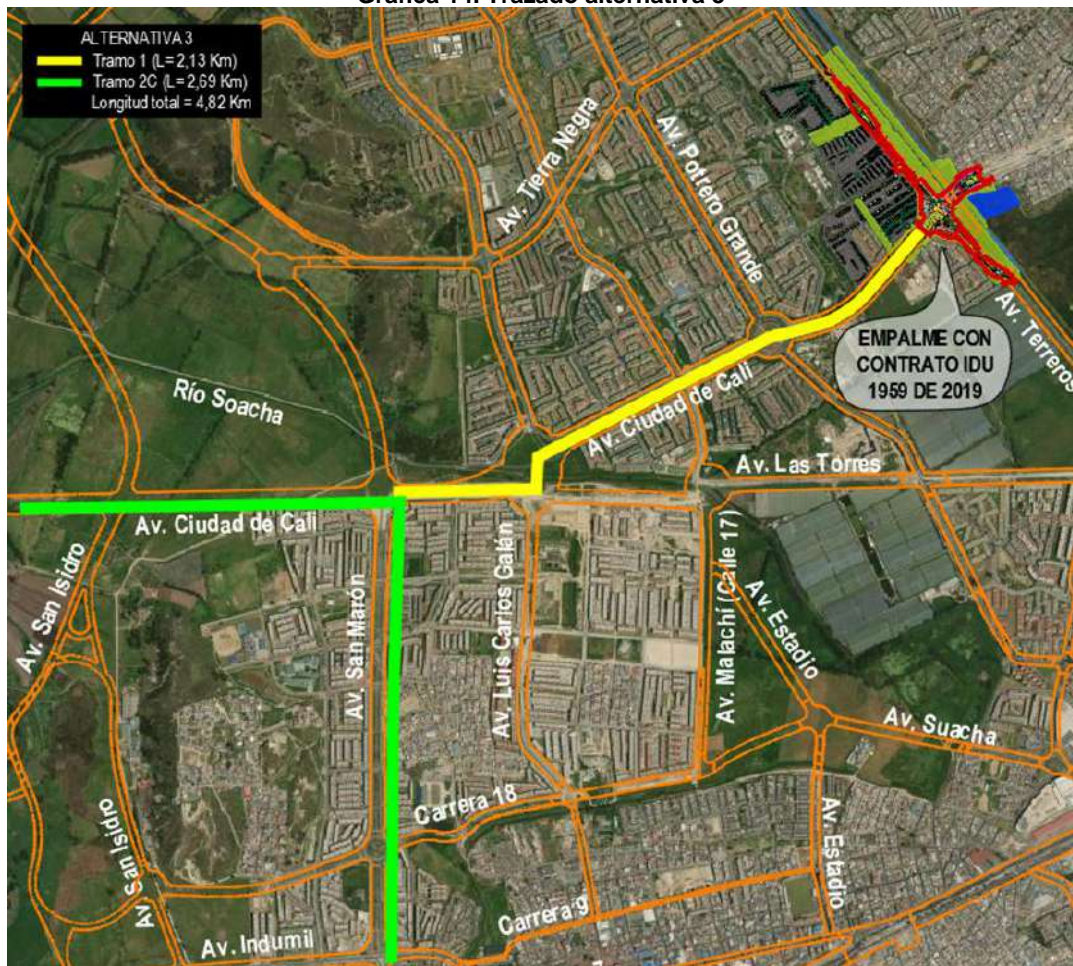 ALTERNATIVA 3
Tramo 1 (L=2,13 Km)
Tramo 2C (L=2,69 Km)
Longitud total = 4,82 Km
Av. Tierra Negra
Av. Potrero Grande
Av. Terreros
EMPALME CON
CONTRATO IDU
1959 DE 2019
Río Soacha
Av. Ciudad de Cali
Av. Las Torres
Av. Ciudad de Cali
Av. San Isidro
Av. San Marón
Av. Luis Carlos Galán
Av. Malachí (Calle 17)
Av. Estadío
Av. Suacha
Carrera 18
Av. San Isidro
Av. Estadío
Carrera 9
Av. Indumil